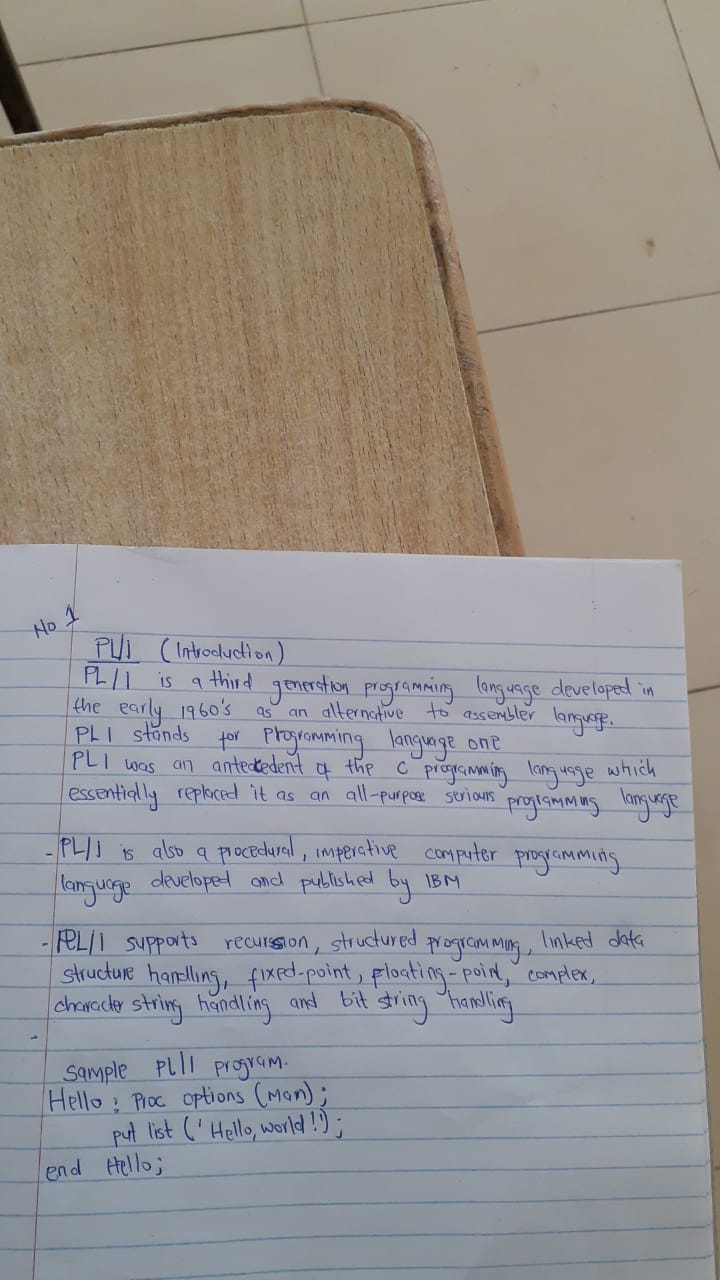 No 1
PL/I (Introduction)
PL/I is a third generation programming language developed in
the early 1960's as an alternative to assembler language.
PL I stands for Programming language one
PL I was an antecedent of the C programming language which
essentially replaced it as an all-purpose serious programming language
- PL/I is also a procedural, imperative computer programming
language developed and published by IBM
- PL/I supports recursion, structured programming, linked data
structure handling, fixed-point, floating-point, complex,
character string handling and bit string handling
-
Sample PL/I program.
Hello : Proc options (Man);
put list ('Hello, world!');
end Hello;